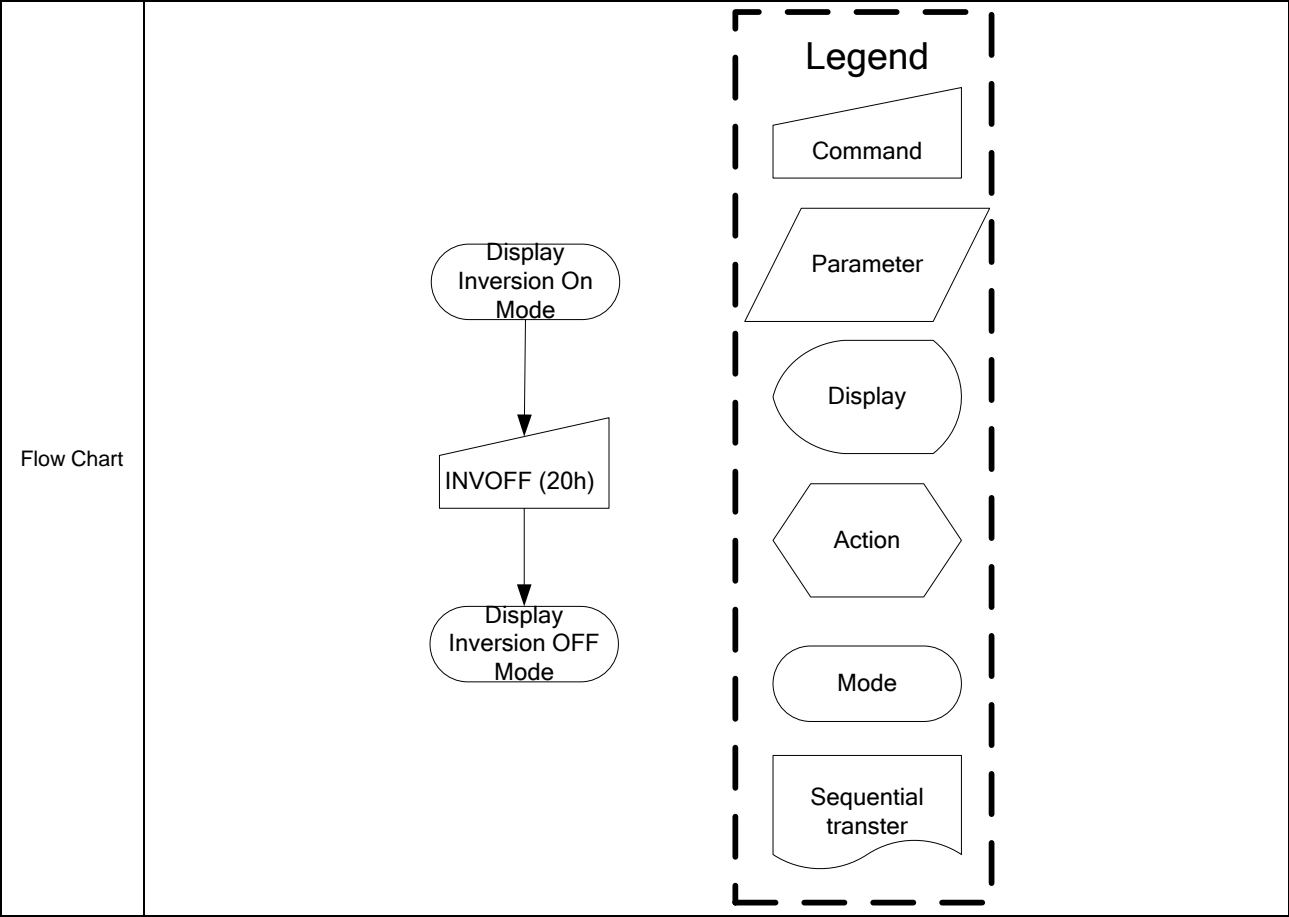 Flow Chart
Display
Inversion On
Mode
INVOFF (20h)
Display
Inversion OFF
Mode
Legend
Command
Parameter
Display
Action
Mode
Sequential
transter